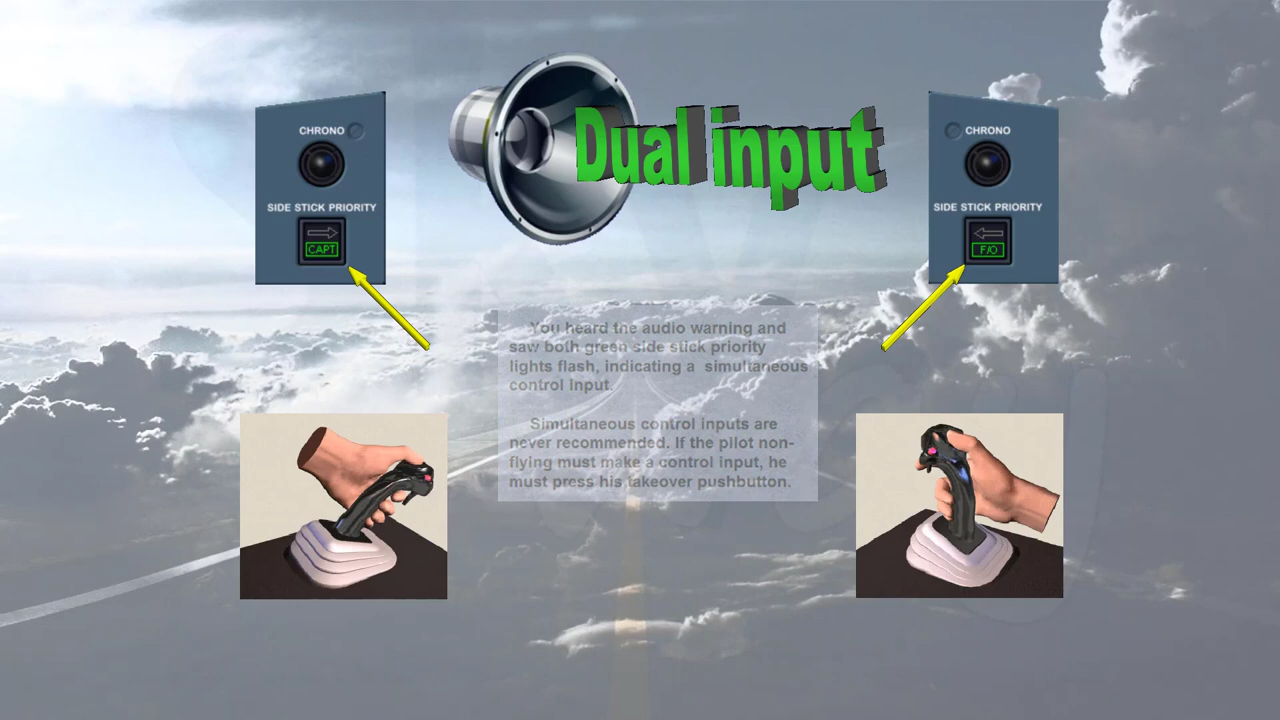 Dual input
CHRONO
SIDE STICK PRIORITY
CAPT
CHRONO
SIDE STICK PRIORITY
F/O
You heard the audio warning and
saw both green side stick priority
lights flash, indicating a simultaneous
control input.
Simultaneous control inputs are
never recommended. If the pilot non-
flying must make a control input, he
must press his takeover pushbutton.